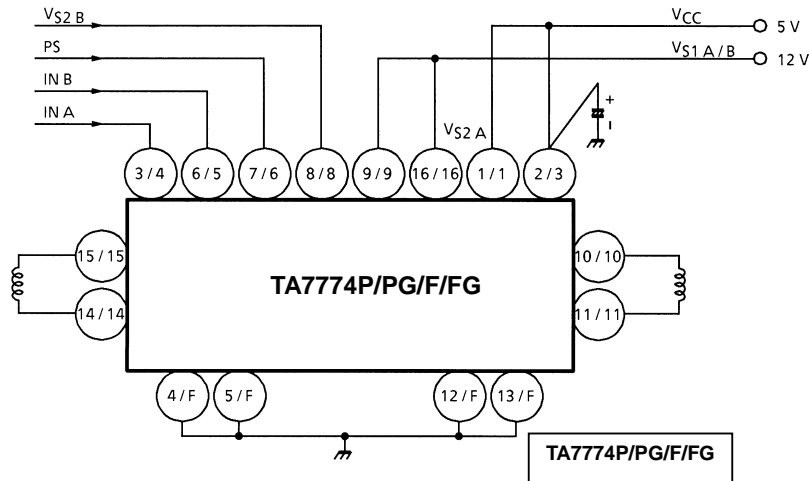 VS2 B
VCC
5 V
PS
VS1 A / B
12 V
IN B
IN A
VS2 A
+
-
3 / 4
6 / 5
7 / 6
8 / 8
9 / 9
16 / 16
1 / 1
2 / 3
15 / 15
10 / 10
TA7774P/PG/F/FG
14 / 14
11 / 11
4 / F
5 / F
12 / F
13 / F
TA7774P/PG/F/FG